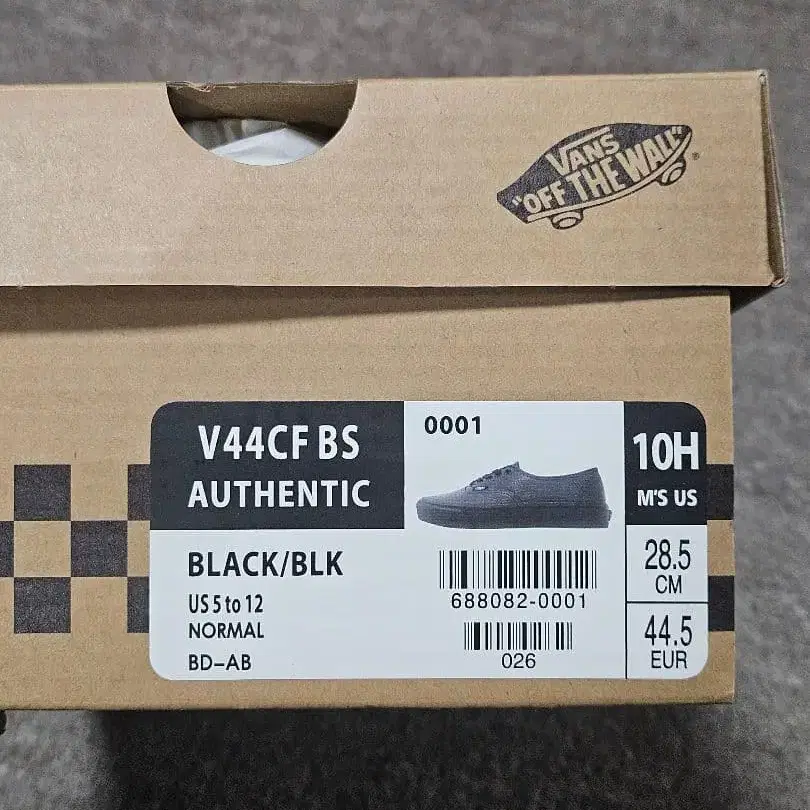 VANS
"OFF THE WALL"
V44CF BS
AUTHENTIC
0001
10H
M'S US
BLACK/BLK
US 5 to 12
NORMAL
BD-AB
688082-0001
026
28.5
CM
44.5
EUR